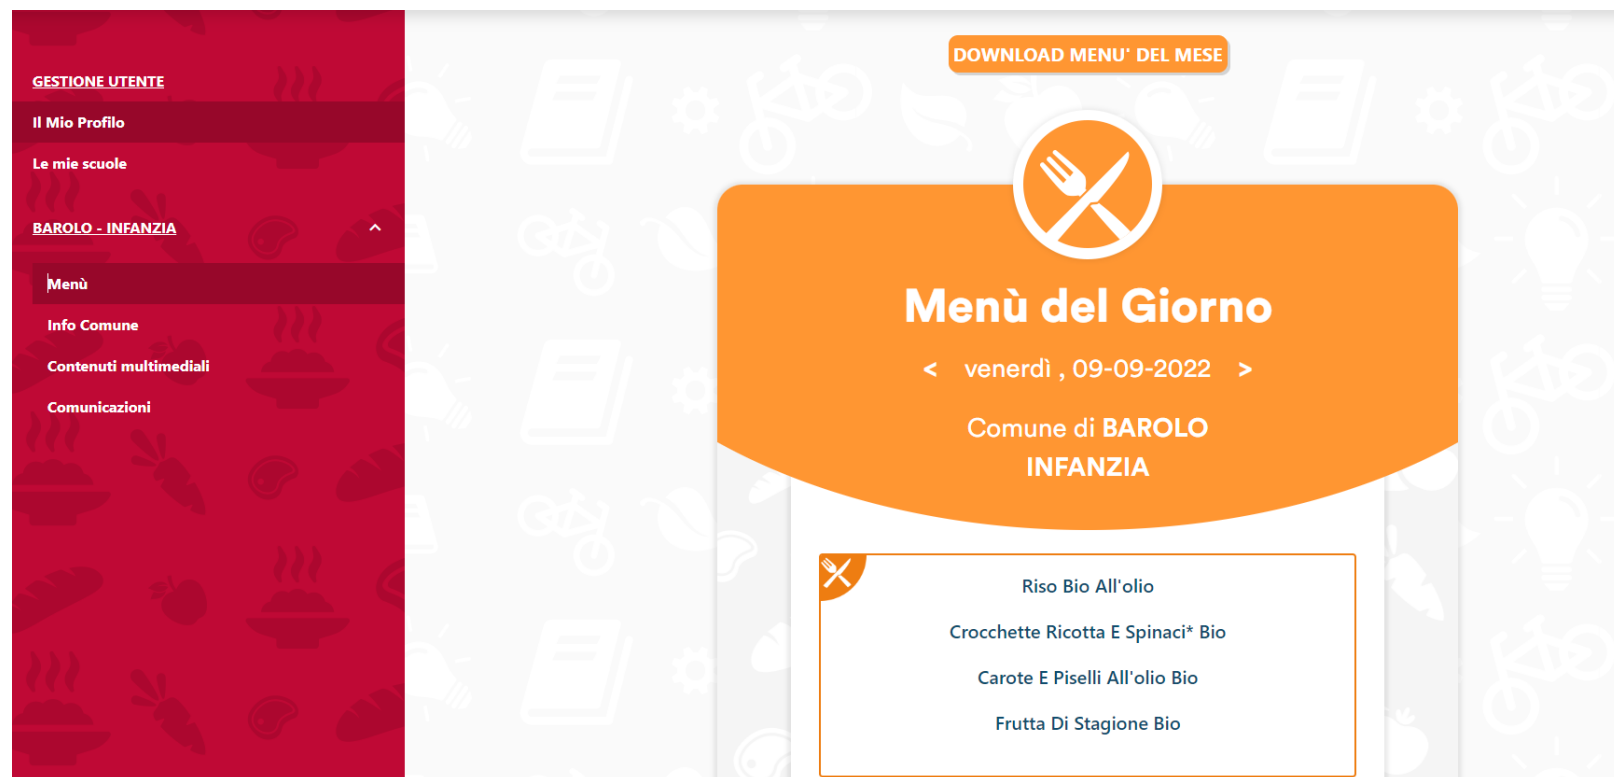 GESTIONE UTENTE
Il Mio Profilo
Le mie scuole
BAROLO - INFANZIA
Menù
Info Comune
Contenuti multimediali
Comunicazioni
DOWNLOAD MENU' DEL MESE
Menù del Giorno
< venerdì , 09-09-2022 >
Comune di BAROLO
INFANZIA
Riso Bio All'olio
Crocchette Ricotta E Spinaci* Bio
Carote E Piselli All'olio Bio
Frutta Di Stagione Bio